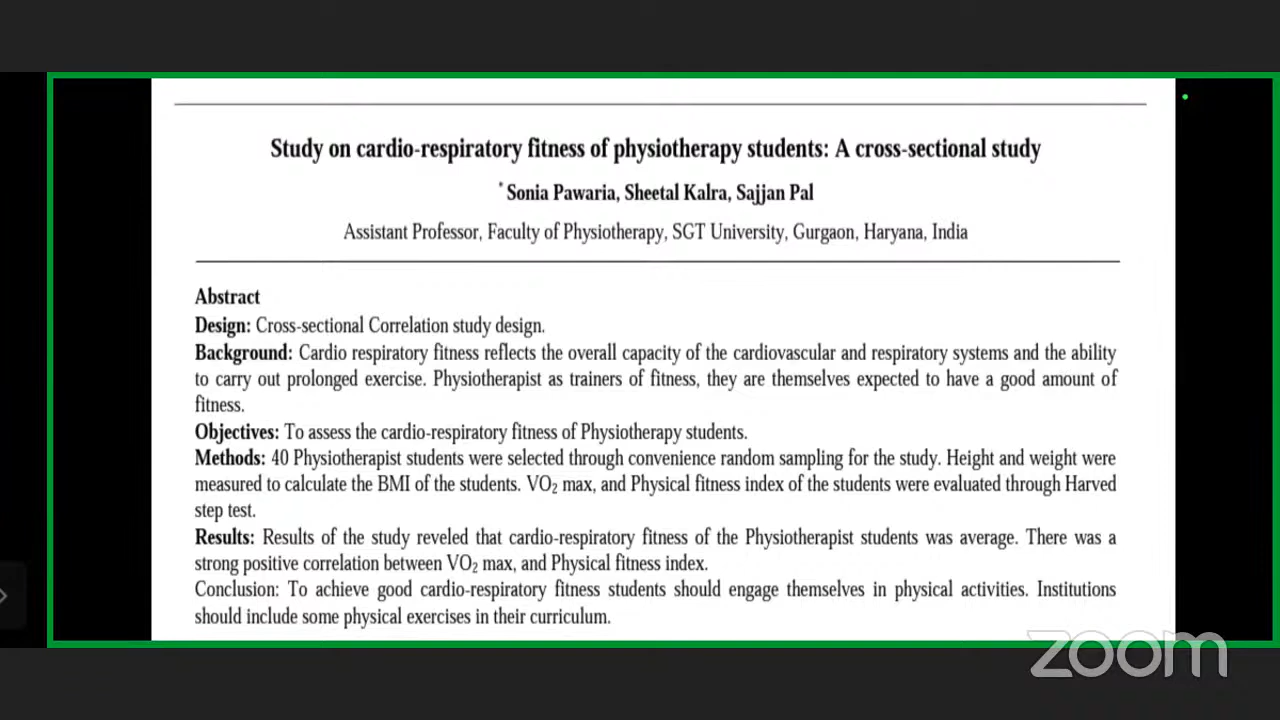 Study on cardio-respiratory fitness of physiotherapy students: A cross-sectional study
*Sonia Pawaria, Sheetal Kalra, Sajjan Pal
Assistant Professor, Faculty of Physiotherapy, SGT University, Gurgaon, Haryana, India
Abstract
Design: Cross-sectional Correlation study design.
Background: Cardio respiratory fitness reflects the overall capacity of the cardiovascular and respiratory systems and the ability
to carry out prolonged exercise. Physiotherapist as trainers of fitness, they are themselves expected to have a good amount of
fitness.
Objectives: To assess the cardio-respiratory fitness of Physiotherapy students.
Methods: 40 Physiotherapist students were selected through convenience random sampling for the study. Height and weight were
measured to calculate the BMI of the students. VO₂ max, and Physical fitness index of the students were evaluated through Harved
step test.
Results: Results of the study reveled that cardio-respiratory fitness of the Physiotherapist students was average. There was a
strong positive correlation between VO₂ max, and Physical fitness index.
Conclusion: To achieve good cardio-respiratory fitness students should engage themselves in physical activities. Institutions
should include some physical exercises in their curriculum.
zoom